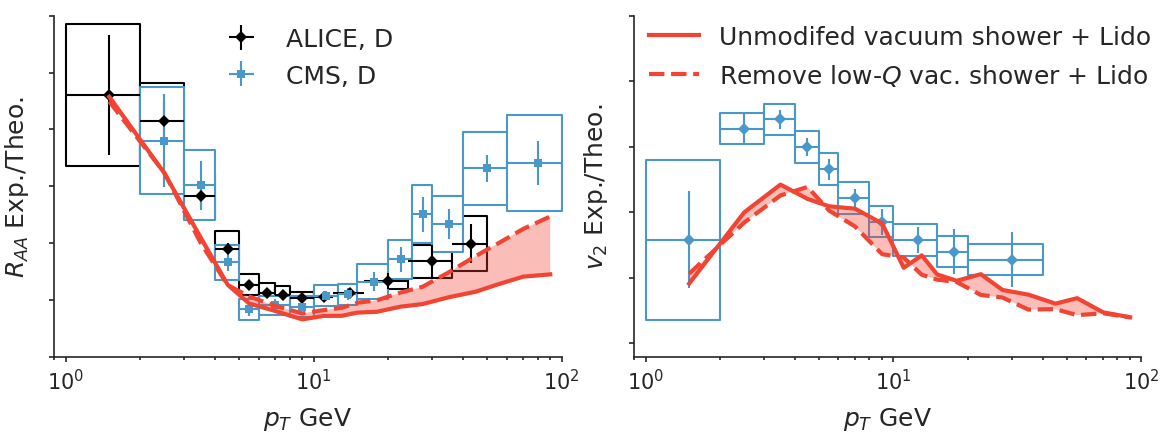 ALICE, D
CMS, D
R_AA Exp./Theo.
10^0
10^1
10^2
p_T GeV
Unmodifed vacuum shower + Lido
Remove low-Q vac. shower + Lido
v_2 Exp./Theo.
10^0
10^1
10^2
p_T GeV